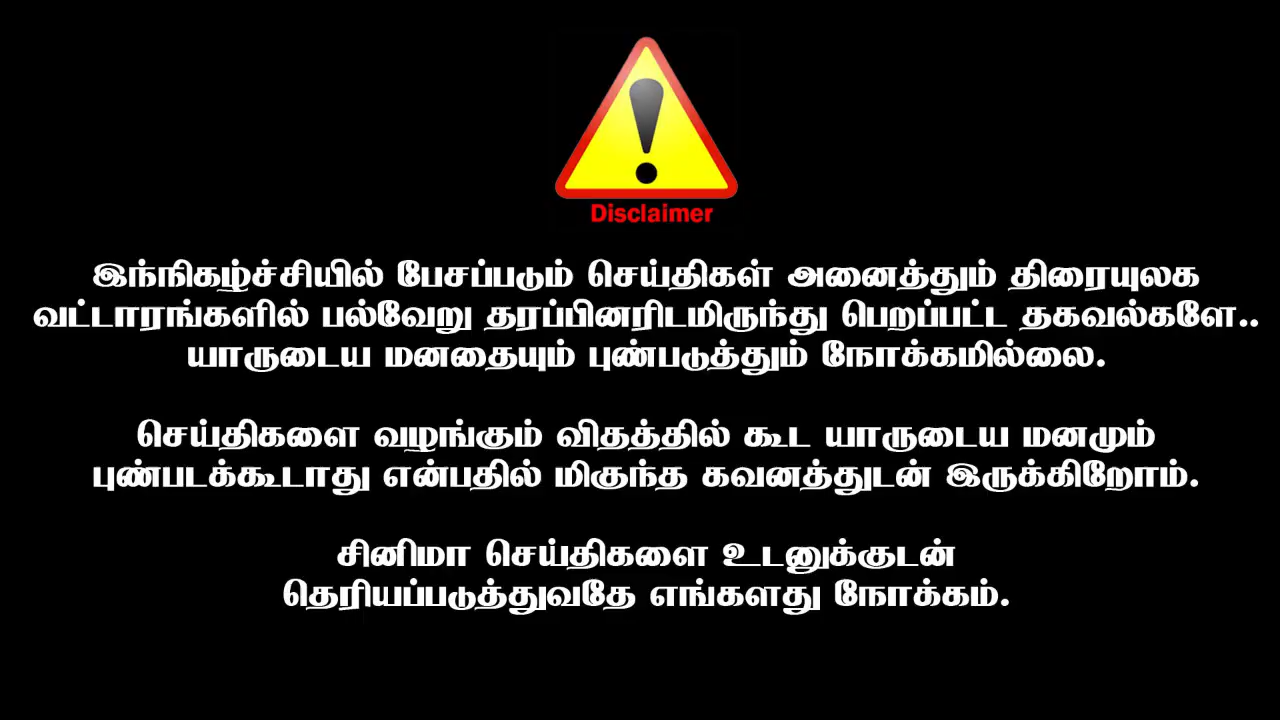 Disclaimer
இந்நிகழ்ச்சியில் பேசப்படும் செய்திகள் அனைத்தும் திரையுலக
வட்டாரங்களில் பல்வேறு தரப்பினரிடமிருந்து பெறப்பட்ட தகவல்களே..
யாருடைய மனதையும் புண்படுத்தும் நோக்கமில்லை.
செய்திகளை வழங்கும் விதத்தில் கூட யாருடைய மனமும்
புண்படக்கூடாது என்பதில் மிகுந்த கவனத்துடன் இருக்கிறோம்.
சினிமா செய்திகளை உடனுக்குடன்
தெரியப்படுத்துவதே எங்களது நோக்கம்.